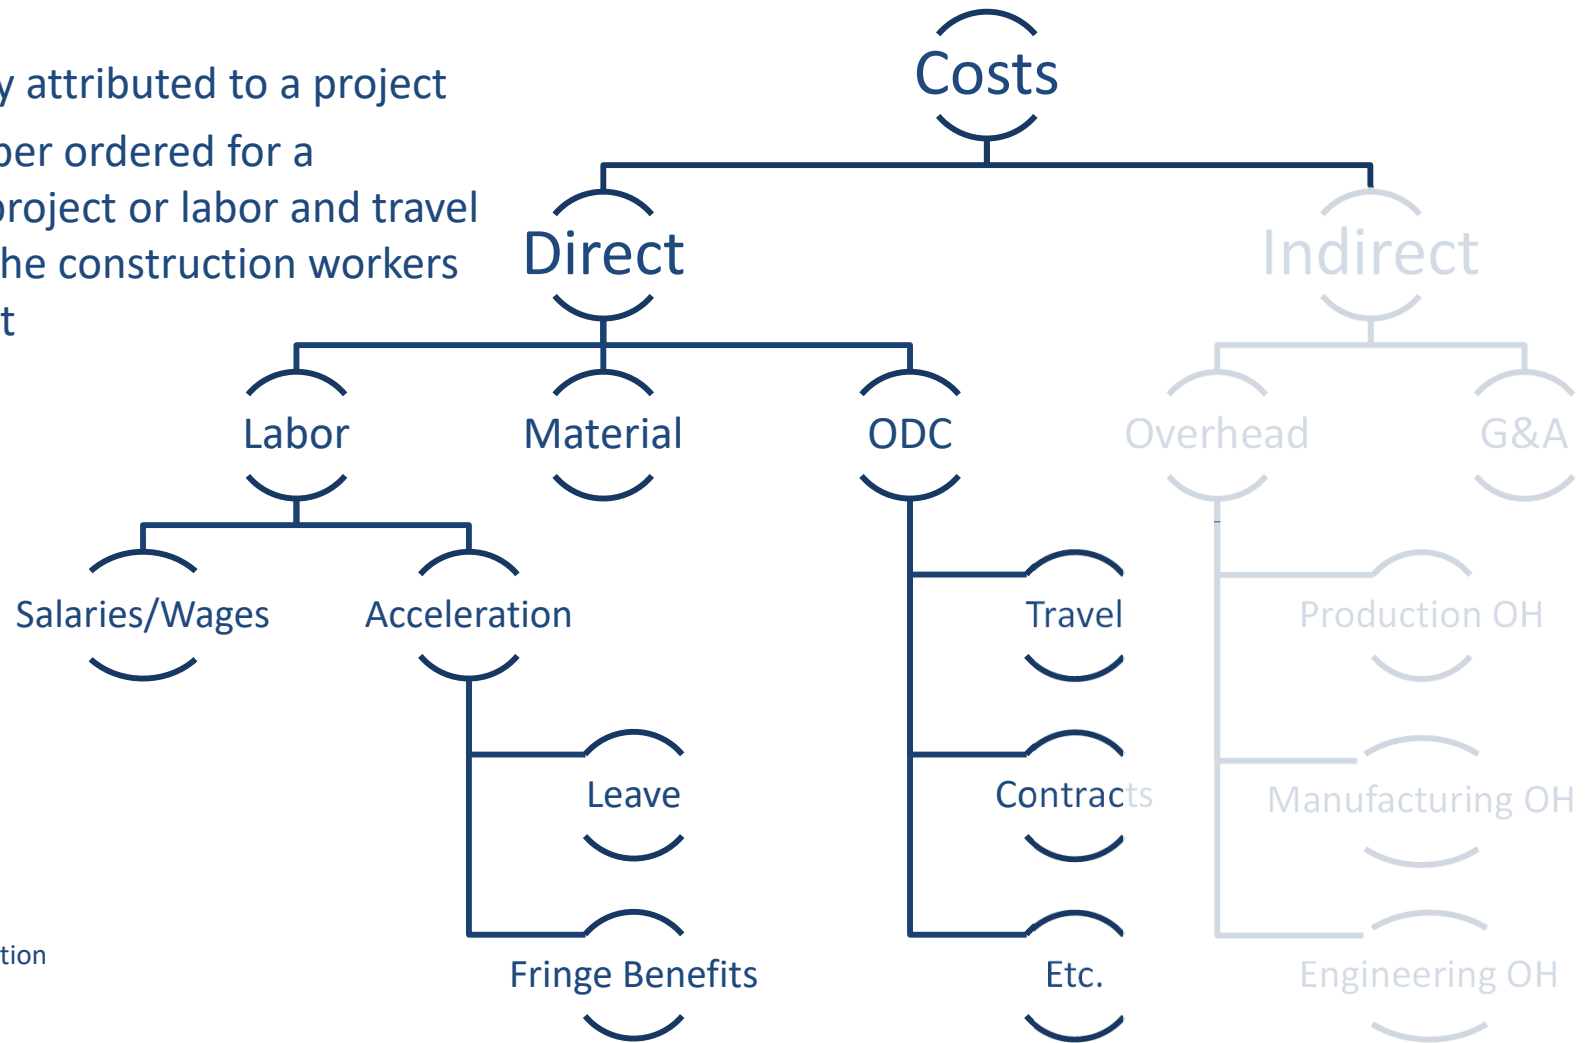 y attributed to a project
ber ordered for a
project or labor and travel
he construction workers
t
Costs
Direct
Indirect
Labor
Material
ODC
Overhead
G&A
Salaries/Wages
Acceleration
Travel
Production OH
Leave
Contracts
Manufacturing OH
tion
Fringe Benefits
Etc.
Engineering OH